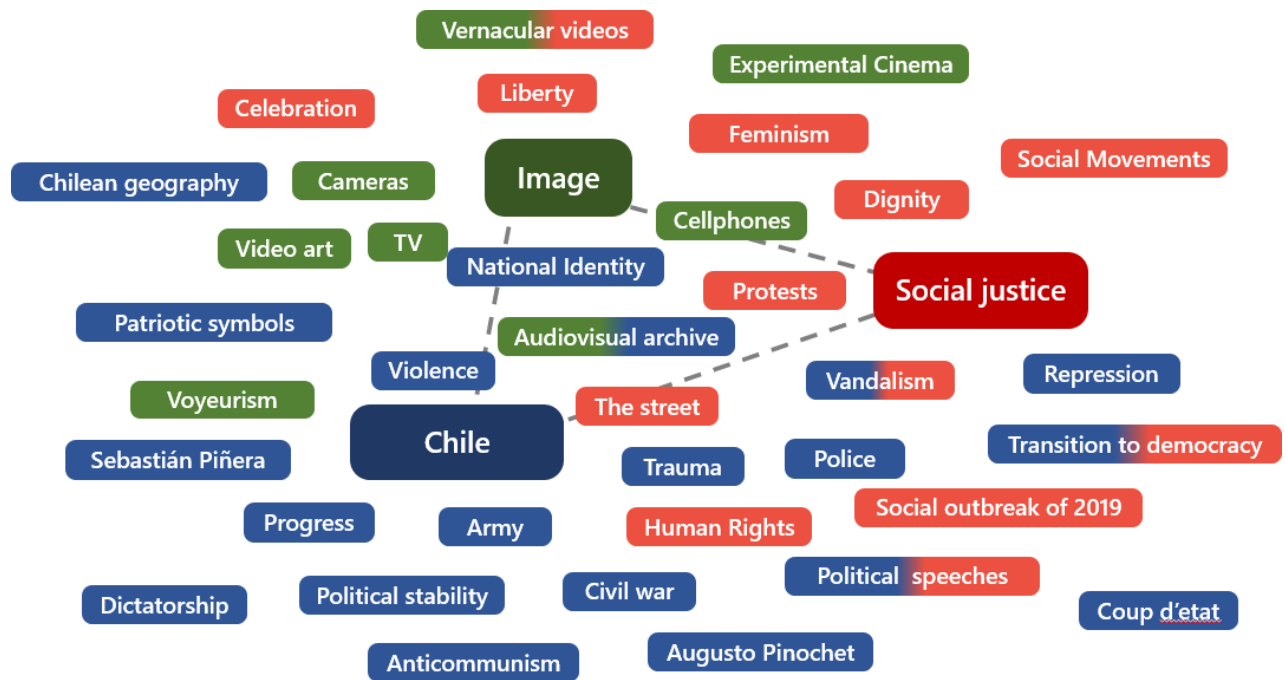 Vernacular videos
Experimental Cinema
Liberty
Celebration
Feminism
Social Movements
Image
Chilean geography
Cameras
Dignity
Cellphones
Video art
TV
National Identity
Protests
Social justice
Patriotic symbols
Audiovisual archive
Violence
Vandalism
Repression
Voyeurism
The street
Chile
Transition to democracy
Sebastián Piñera
Trauma
Police
Social outbreak of 2019
Progress
Army
Human Rights
Political speeches
Civil war
Political stability
Dictatorship
Coup d’etat
Augusto Pinochet
Anticommunism